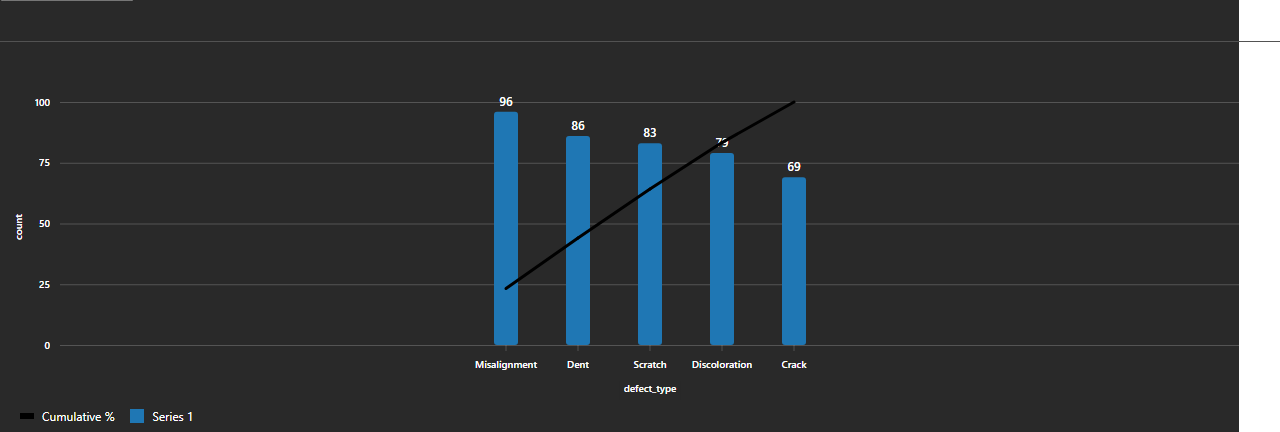 100
75
50
25
0
count
96
86
83
79
69
Misalignment
Dent
Scratch
Discoloration
Crack
defect_type
Cumulative %
Series 1